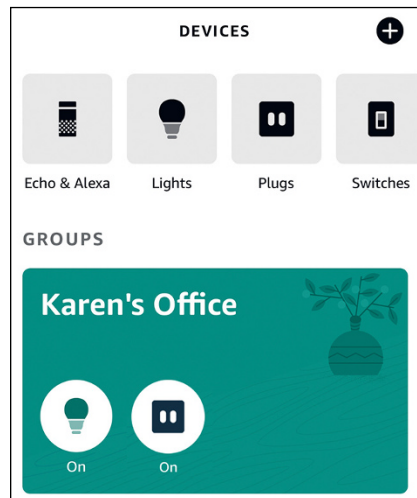 DEVICES
Echo & Alexa Lights Plugs Switches
GROUPS
Karen's Office
On On